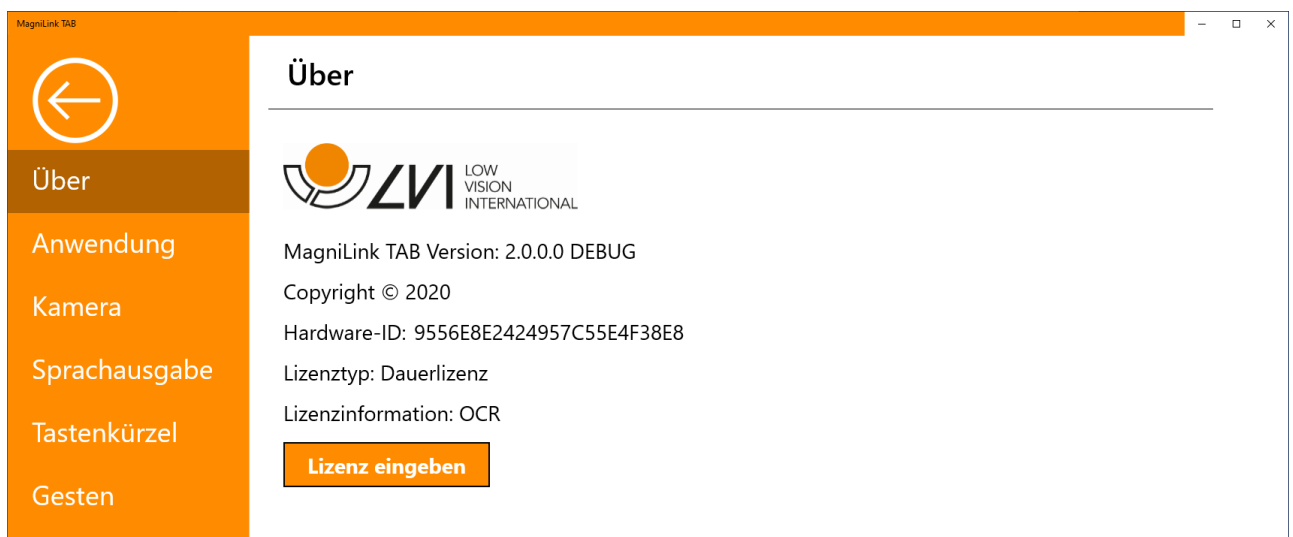 MagniLink TAB
Über
Über
Anwendung
Kamera
Sprachausgabe
Tastenkürzel
Gesten
LVI LOW
VISION
INTERNATIONAL
MagniLink TAB Version: 2.0.0.0 DEBUG
Copyright © 2020
Hardware-ID: 9556E8E2424957C55E4F38E8
Lizenztyp: Dauerlizenz
Lizenzinformation: OCR
Lizenz eingeben